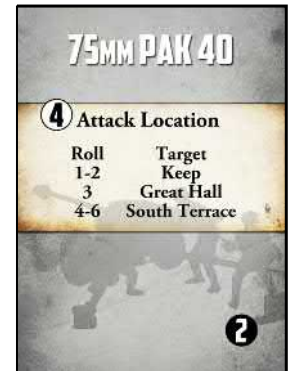 75MM PAK 40
4 Attack Location
Roll Target
1-2 Keep
3 Great Hall
4-6 South Terrace
2